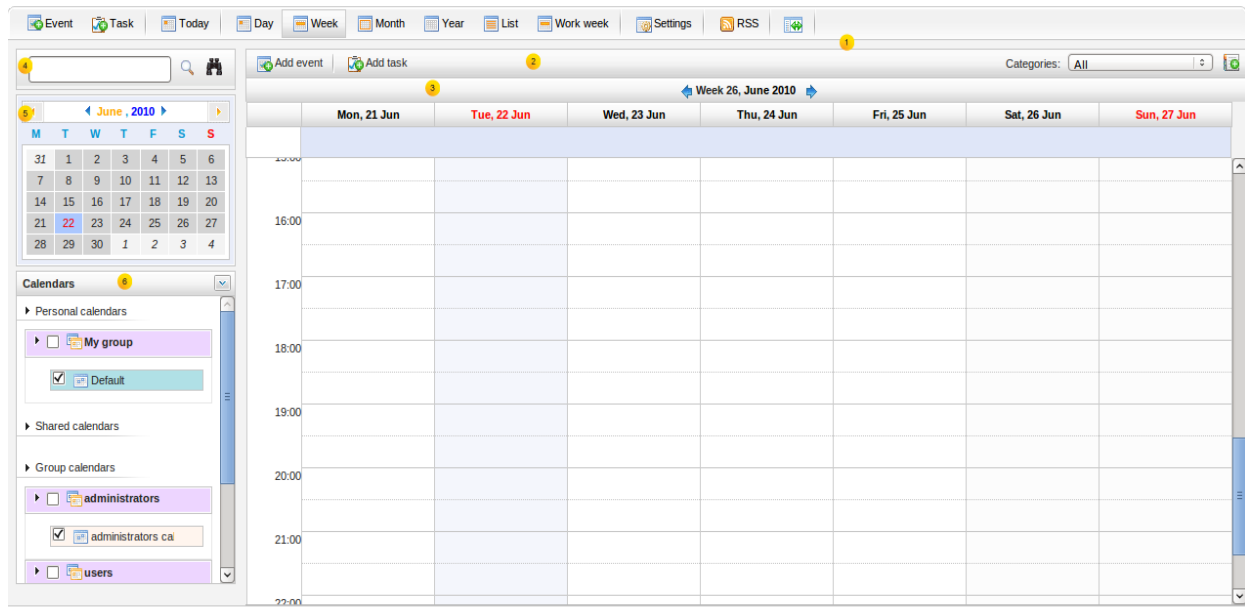 Event Task Today Day Week Month Year List Work week Settings RSS
1
4
Add event Add task 2 Categories: All
3 Week 26, June 2010
5 June , 2010
Mon, 21 Jun Tue, 22 Jun Wed, 23 Jun Thu, 24 Jun Fri, 25 Jun Sat, 26 Jun Sun, 27 Jun
M T W T F S S
31 1 2 3 4 5 6
7 8 9 10 11 12 13
14 15 16 17 18 19 20
21 22 23 24 25 26 27
28 29 30 1 2 3 4
Calendars 6
Personal calendars
My group
Default
Shared calendars
Group calendars
administrators
administrators cal
users
15:00
16:00
17:00
18:00
19:00
20:00
21:00
22:00